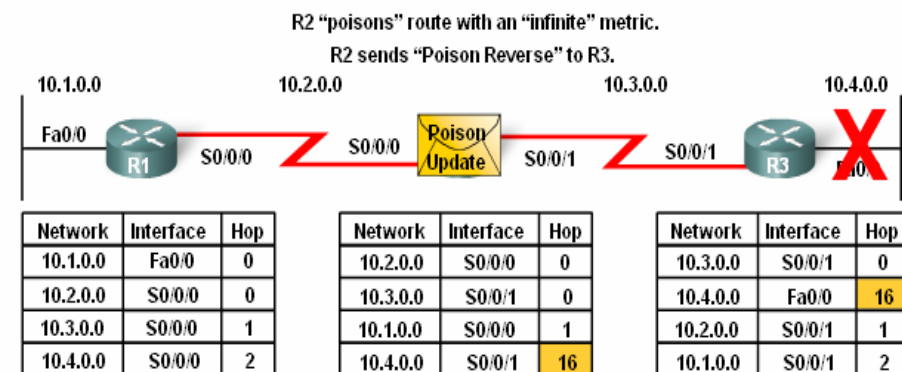 R2 “poisons” route with an “infinite” metric.
R2 sends “Poison Reverse” to R3.
10.1.0.0 10.2.0.0 10.3.0.0 10.4.0.0
Fa0/0 R1 S0/0/0 S0/0/0 Poison Update S0/0/1 S0/0/1 R3 X
Network Interface Hop
10.1.0.0 Fa0/0 0
10.2.0.0 S0/0/0 0
10.3.0.0 S0/0/0 1
10.4.0.0 S0/0/0 2
Network Interface Hop
10.2.0.0 S0/0/0 0
10.3.0.0 S0/0/1 0
10.1.0.0 S0/0/0 1
10.4.0.0 S0/0/1 16
Network Interface Hop
10.3.0.0 S0/0/1 0
10.4.0.0 Fa0/0 16
10.2.0.0 S0/0/1 1
10.1.0.0 S0/0/1 2